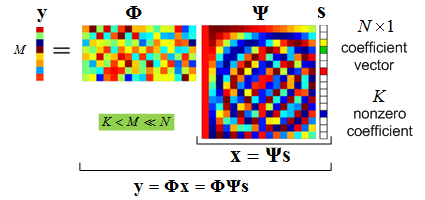 y Φ Ψ s
M = N×1
coefficient
vector
K
nonzero
coefficient
K < M ≪ N
x = Ψs
y = Φx = ΦΨs